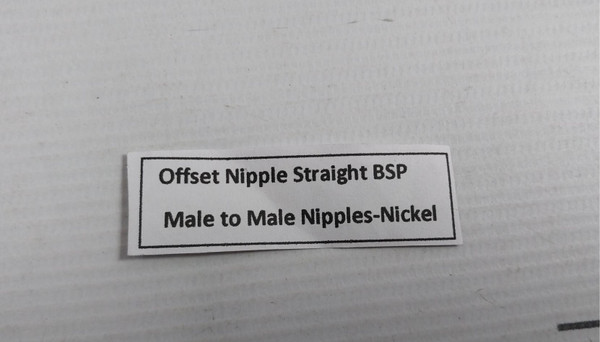 Offset Nipple Straight BSP
Male to Male Nipples-Nickel